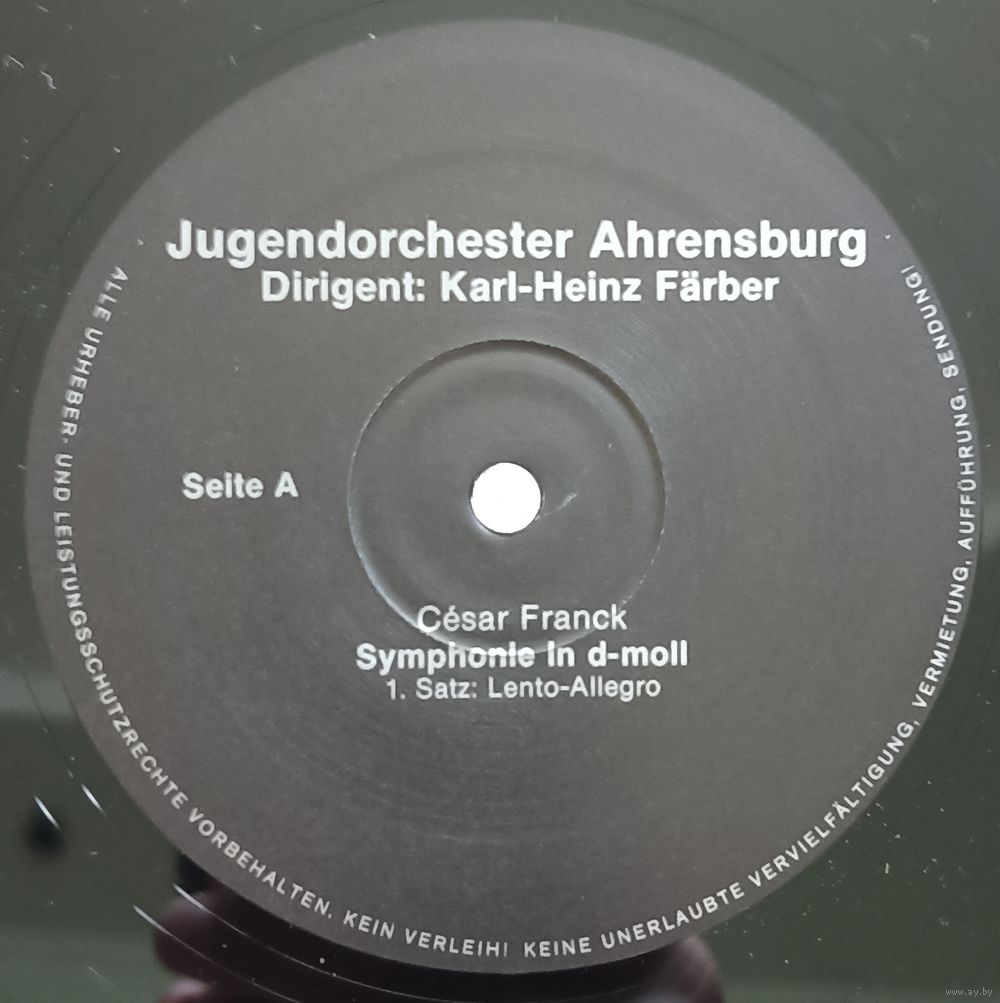 Jugendorchester Ahrensburg
Dirigent: Karl-Heinz Färber
Seite A
César Franck
Symphonie in d-moll
1. Satz: Lento-Allegro
ALLE URHEBER- UND LEISTUNGSSCHUTZRECHTE VORBEHALTEN. KEIN VERLEIH! KEINE UNERLAUBTE VERVIELFÄLTIGUNG, VERMIETUNG, AUFFÜHRUNG, SENDUNG!
www.ay.by